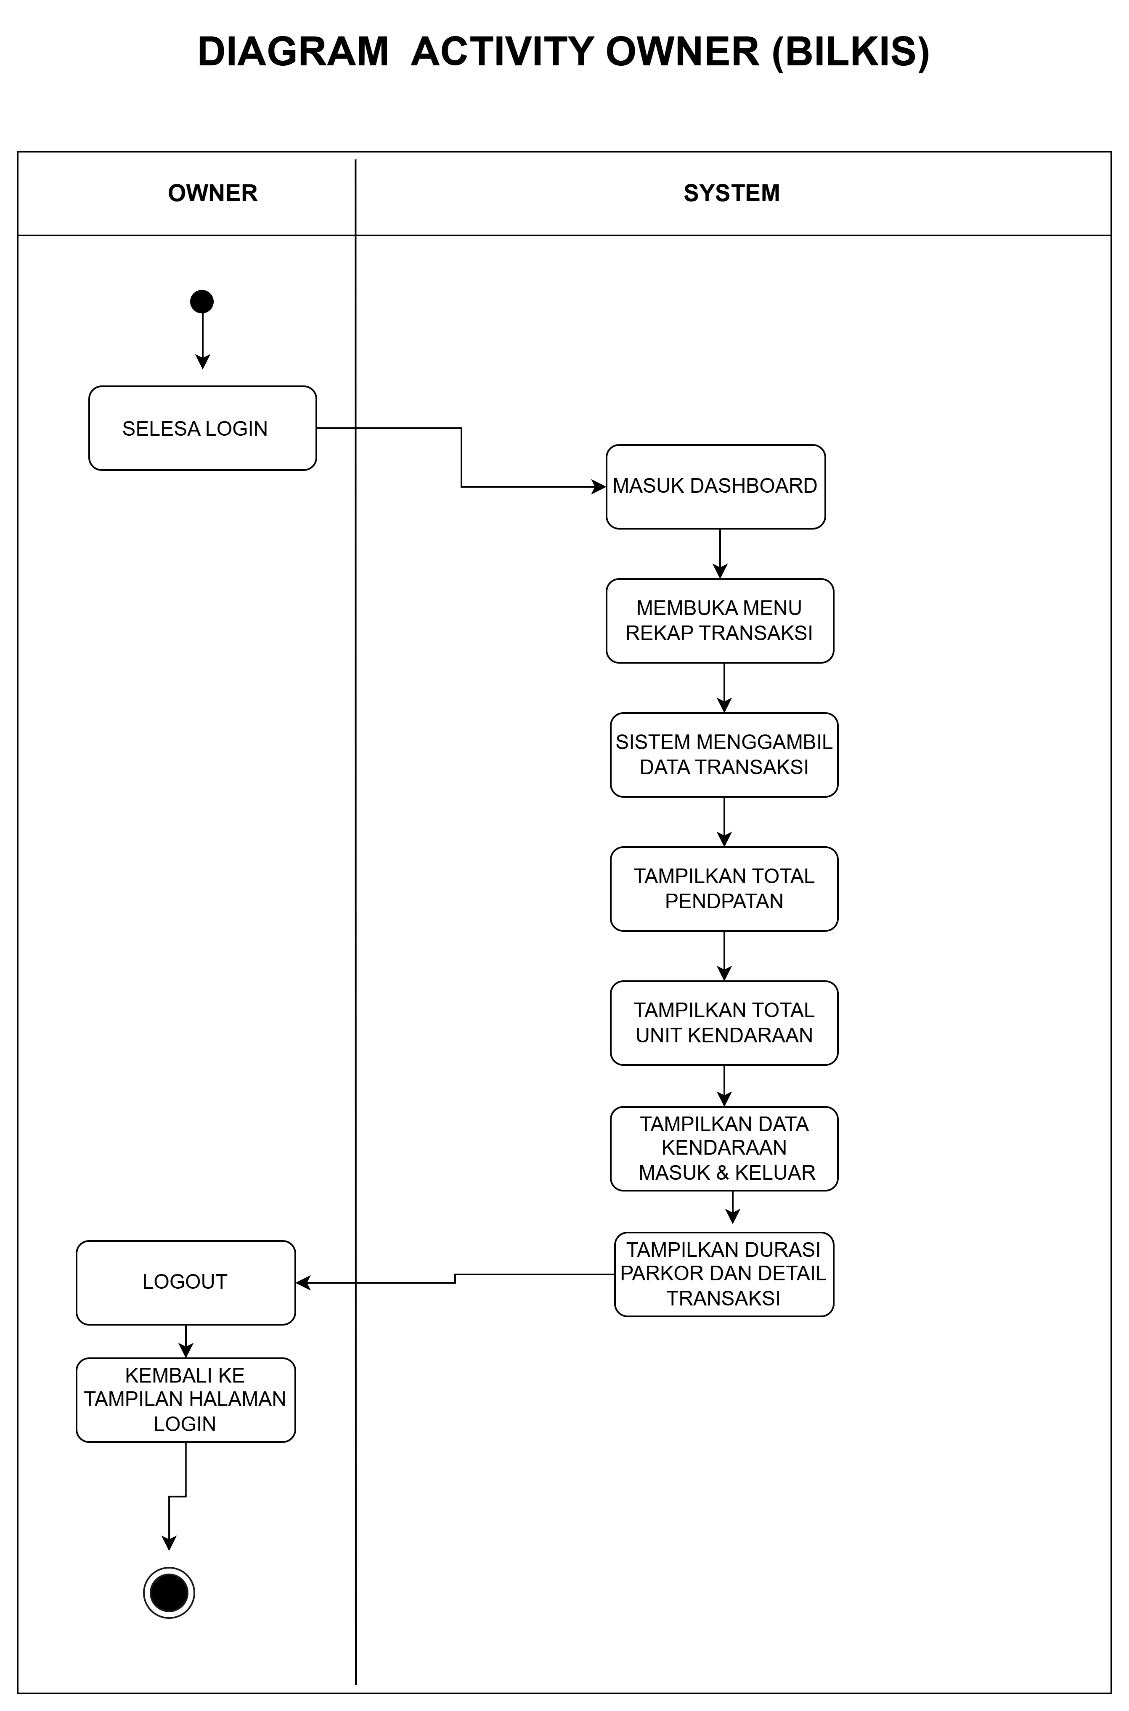 DIAGRAM ACTIVITY OWNER (BILKIS)
OWNER
SYSTEM
SELESA LOGIN
MASUK DASHBOARD
MEMBUKA MENU
REKAP TRANSAKSI
SISTEM MENGGAMBIL
DATA TRANSAKSI
TAMPILKAN TOTAL
PENDPATAN
TAMPILKAN TOTAL
UNIT KENDARAAN
TAMPILKAN DATA
KENDARAAN
MASUK & KELUAR
TAMPILKAN DURASI
PARKOR DAN DETAIL
TRANSAKSI
LOGOUT
KEMBALI KE
TAMPILAN HALAMAN
LOGIN